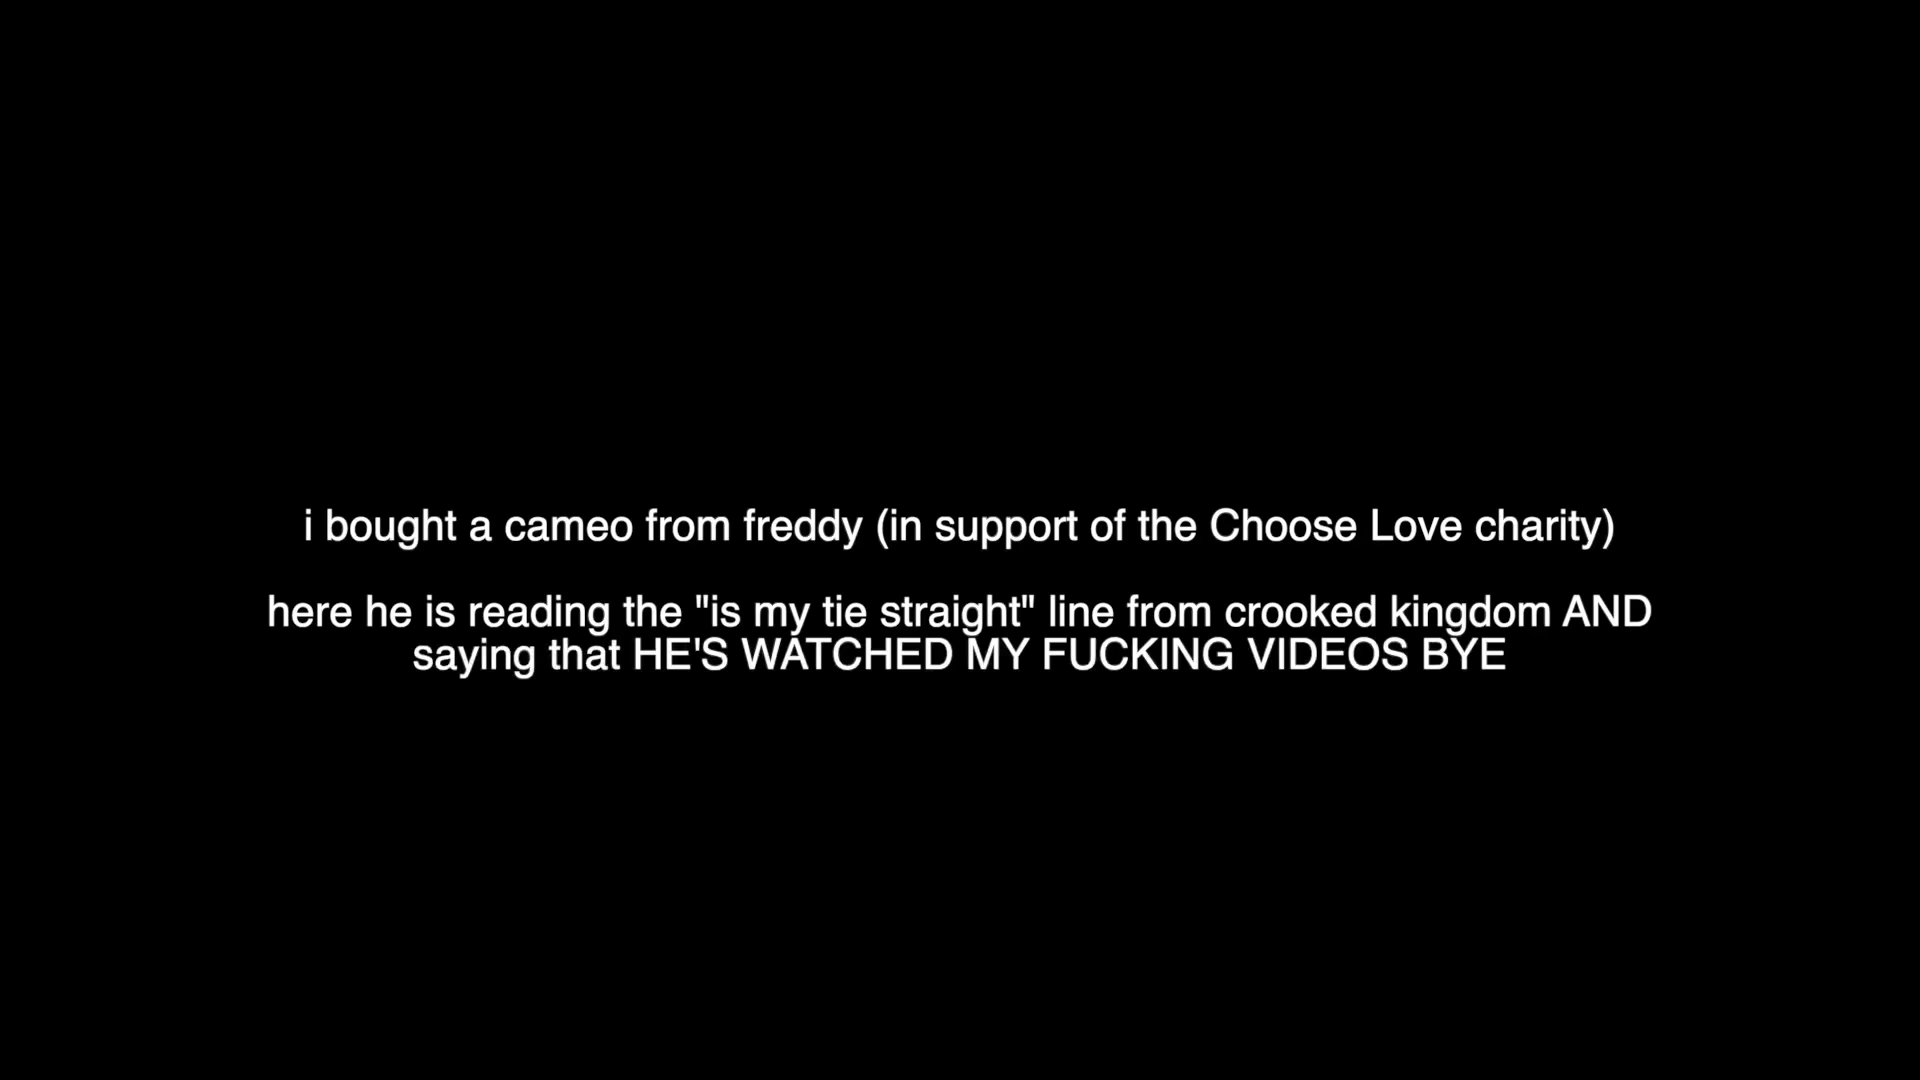 i bought a cameo from freddy (in support of the Choose Love charity)
here he is reading the "is my tie straight" line from crooked kingdom AND
saying that HE'S WATCHED MY FUCKING VIDEOS BYE